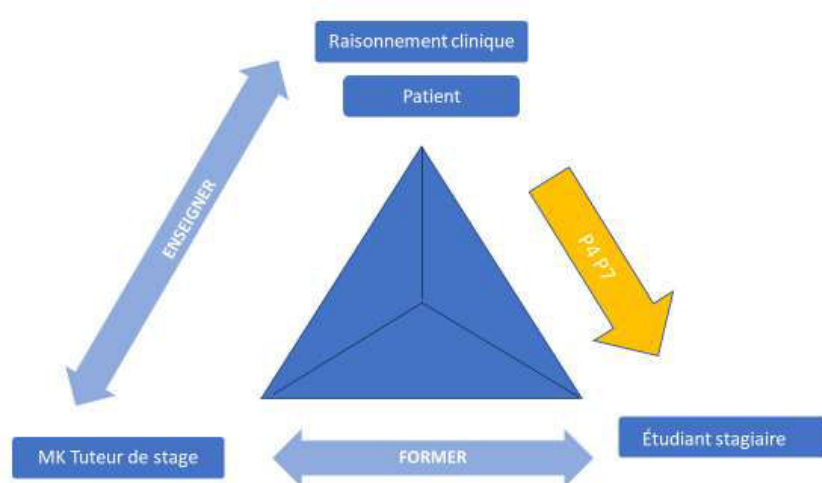 Raisonnement clinique
Patient
ENSEIGNER
P4 P7
MK Tuteur de stage
FORMER
Étudiant stagiaire